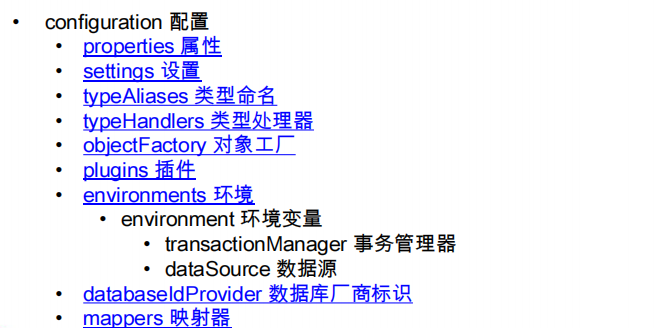 configuration 配置
properties 属性
settings 设置
typeAliases 类型命名
typeHandlers 类型处理器
objectFactory 对象工厂
plugins 插件
environments 环境
environment 环境变量
transactionManager 事务管理器
dataSource 数据源
databaseIdProvider 数据库厂商标识
mappers 映射器